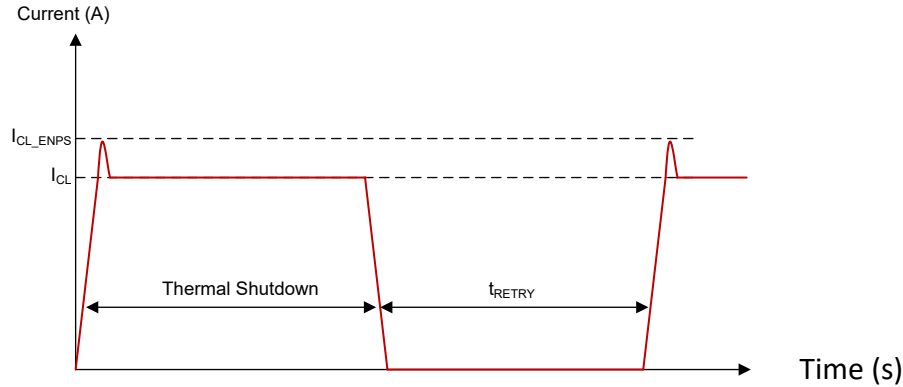 Current (A)
I_CL_ENPS
I_CL
Thermal Shutdown
t_RETRY
Time (s)